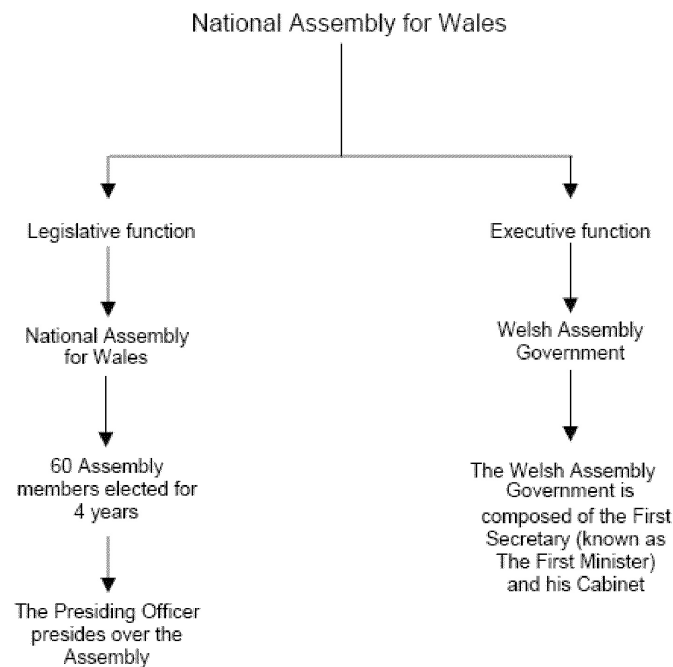 National Assembly for Wales
Legislative function
National Assembly
for Wales
60 Assembly
members elected for
4 years
The Presiding Officer
presides over the
Assembly
Executive function
Welsh Assembly
Government
The Welsh Assembly
Government is
composed of the First
Secretary (known as
The First Minister)
and his Cabinet